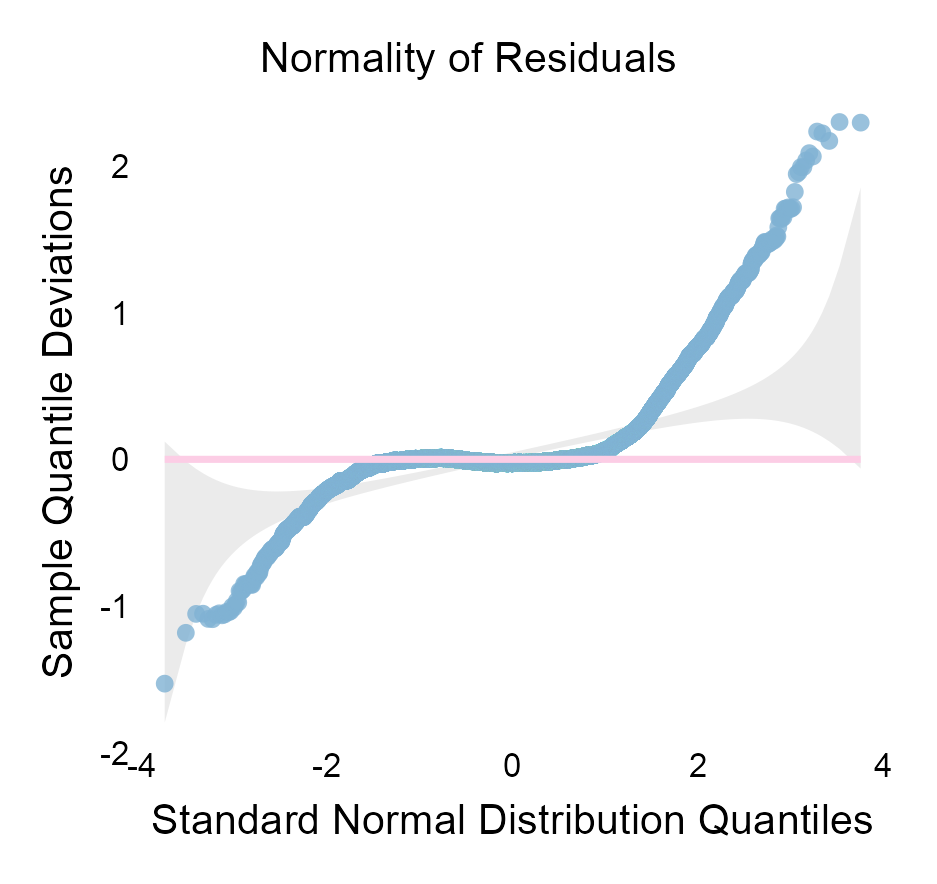 Normality of Residuals
Sample Quantile Deviations
2
1
0
-1
-2
-4 -2 0 2 4
Standard Normal Distribution Quantiles